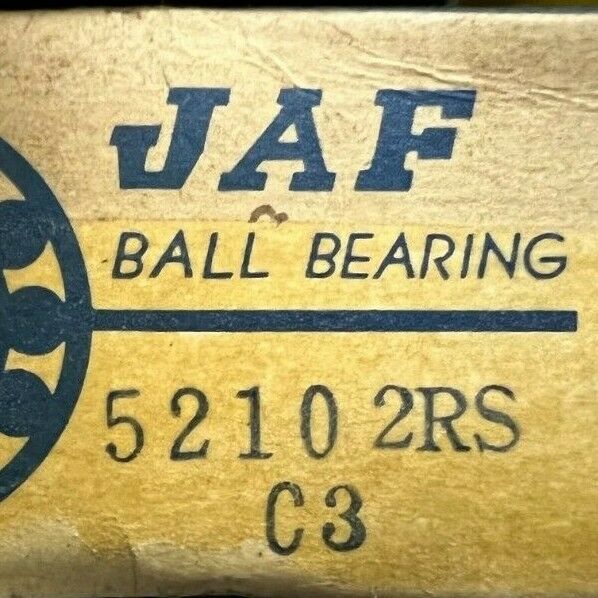 JAF
BALL BEARING
5210 2RS
C3